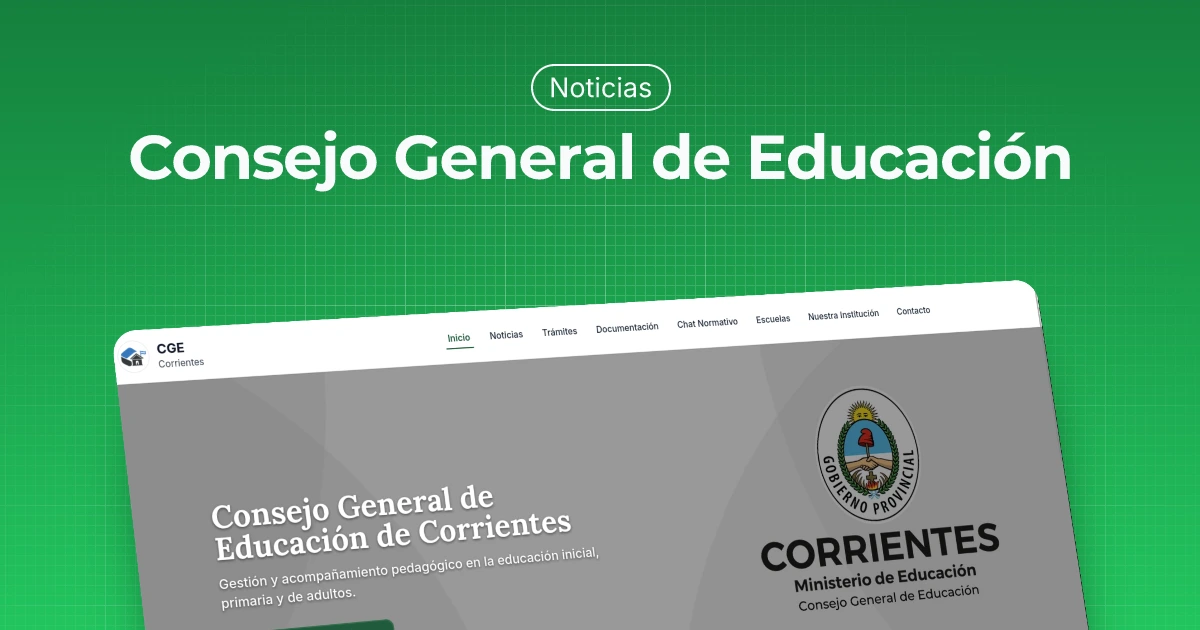 Noticias
Consejo General de Educación
CGE
Corrientes
Inicio Noticias Trámites Documentación Chat Normativo Escuelas Nuestra Institución Contacto
Consejo General de
Educación de Corrientes
Gestión y acompañamiento pedagógico en la educación inicial,
primaria y de adultos.
GOBIERNO PROVINCIAL
CORRIENTES
Ministerio de Educación
Consejo General de Educación